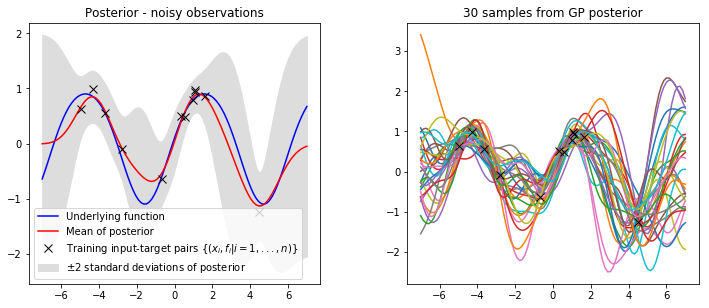 Posterior - noisy observations
30 samples from GP posterior
2
1
0
−1
−2
Underlying function
Mean of posterior
Training input-target pairs {(xᵢ, fᵢ|i = 1, . . . , n)}
±2 standard deviations of posterior
−6 −4 −2 0 2 4 6
3
2
1
0
−1
−2
−6 −4 −2 0 2 4 6